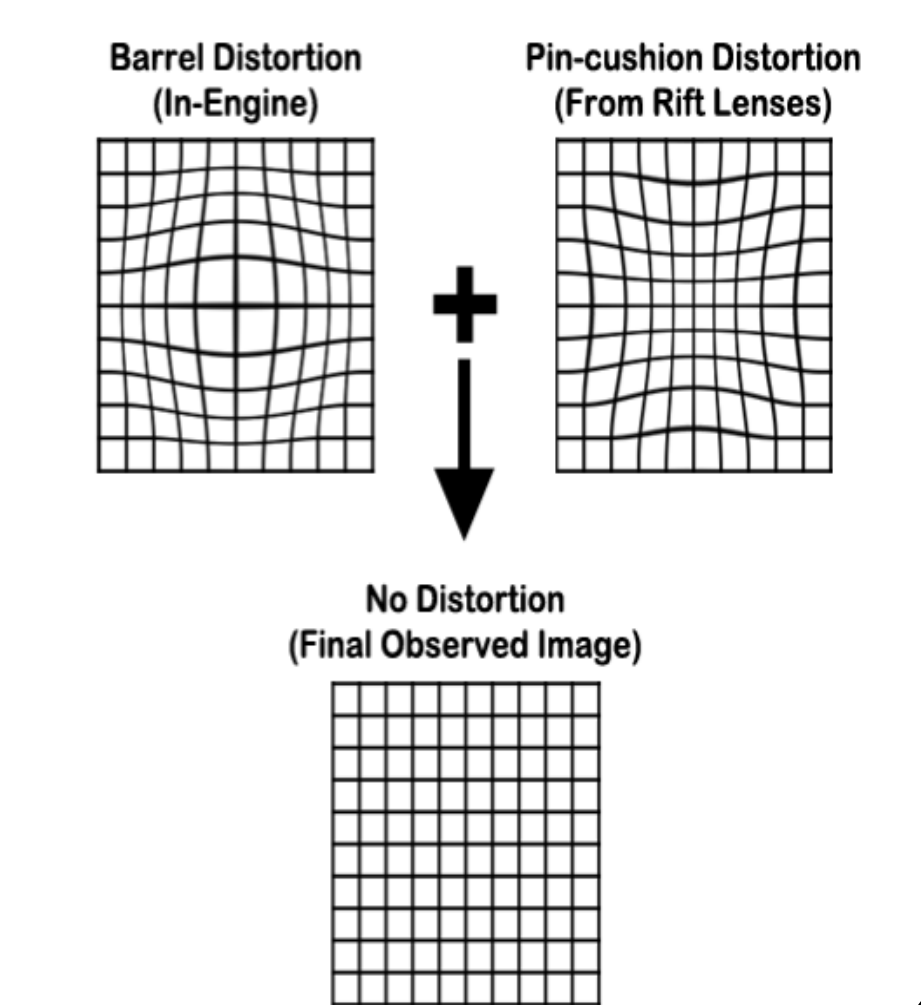 Barrel Distortion
(In-Engine)
Pin-cushion Distortion
(From Rift Lenses)
+
No Distortion
(Final Observed Image)